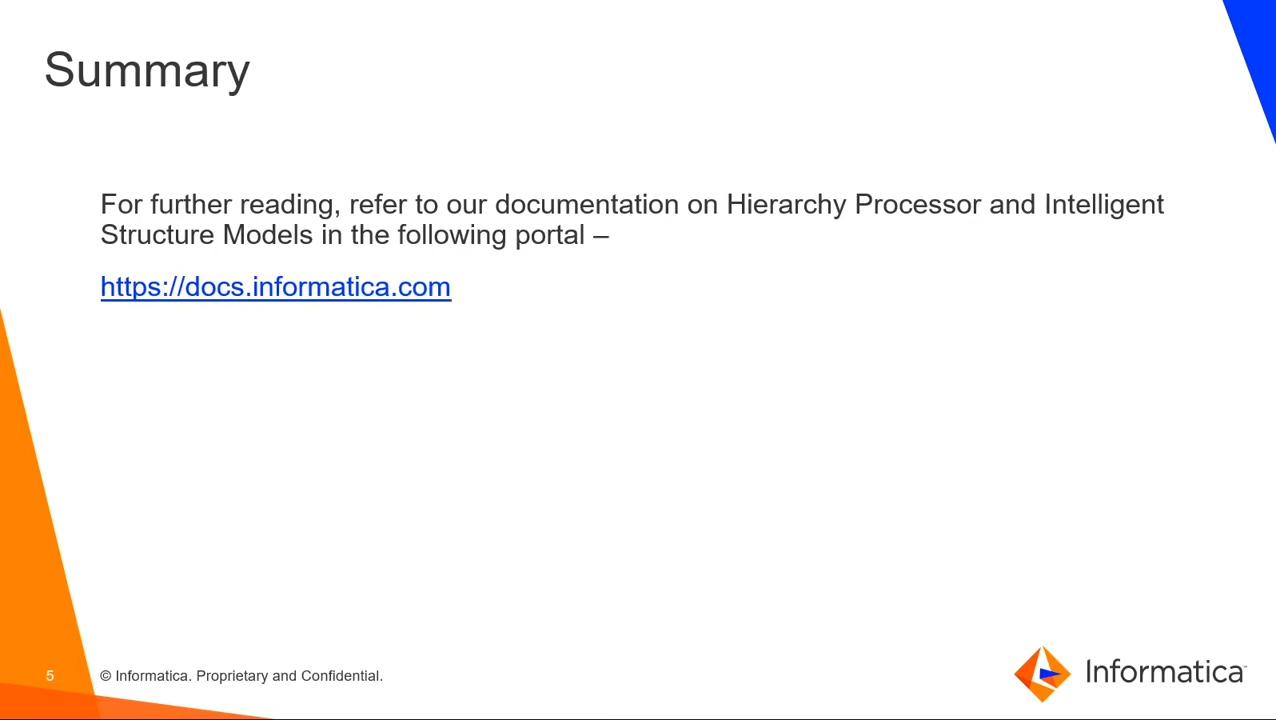 Summary
For further reading, refer to our documentation on Hierarchy Processor and Intelligent
Structure Models in the following portal –
https://docs.informatica.com
5
© Informatica. Proprietary and Confidential.
Informatica™